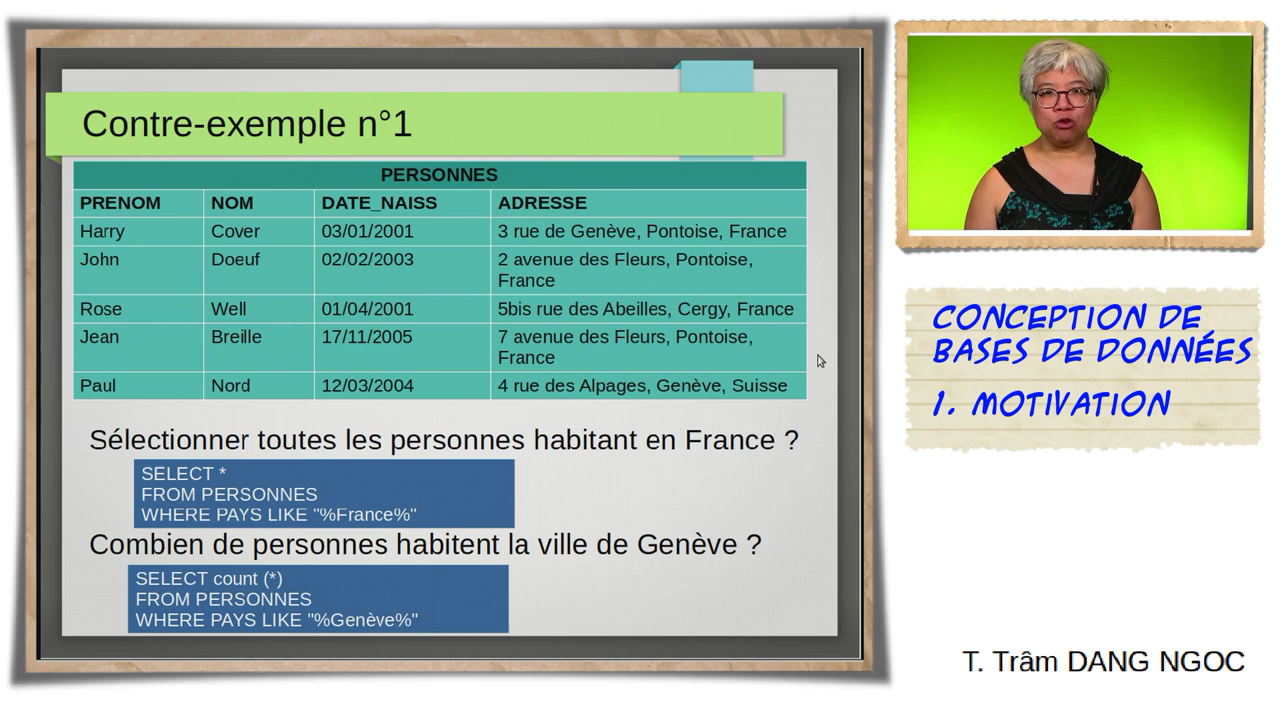 Contre-exemple n°1
PERSONNES
PRENOM NOM DATE_NAISS ADRESSE
Harry Cover 03/01/2001 3 rue de Genève, Pontoise, France
John Doeuf 02/02/2003 2 avenue des Fleurs, Pontoise,
France
Rose Well 01/04/2001 5bis rue des Abeilles, Cergy, France
Jean Breille 17/11/2005 7 avenue des Fleurs, Pontoise,
France
Paul Nord 12/03/2004 4 rue des Alpages, Genève, Suisse
Sélectionner toutes les personnes habitant en France ?
SELECT *
FROM PERSONNES
WHERE PAYS LIKE "%France%"
Combien de personnes habitent la ville de Genève ?
SELECT count (*)
FROM PERSONNES
WHERE PAYS LIKE "%Genève%"
CONCEPTION DE
BASES DE DONNÉES
1. MOTIVATION
T. Trâm DANG NGOC